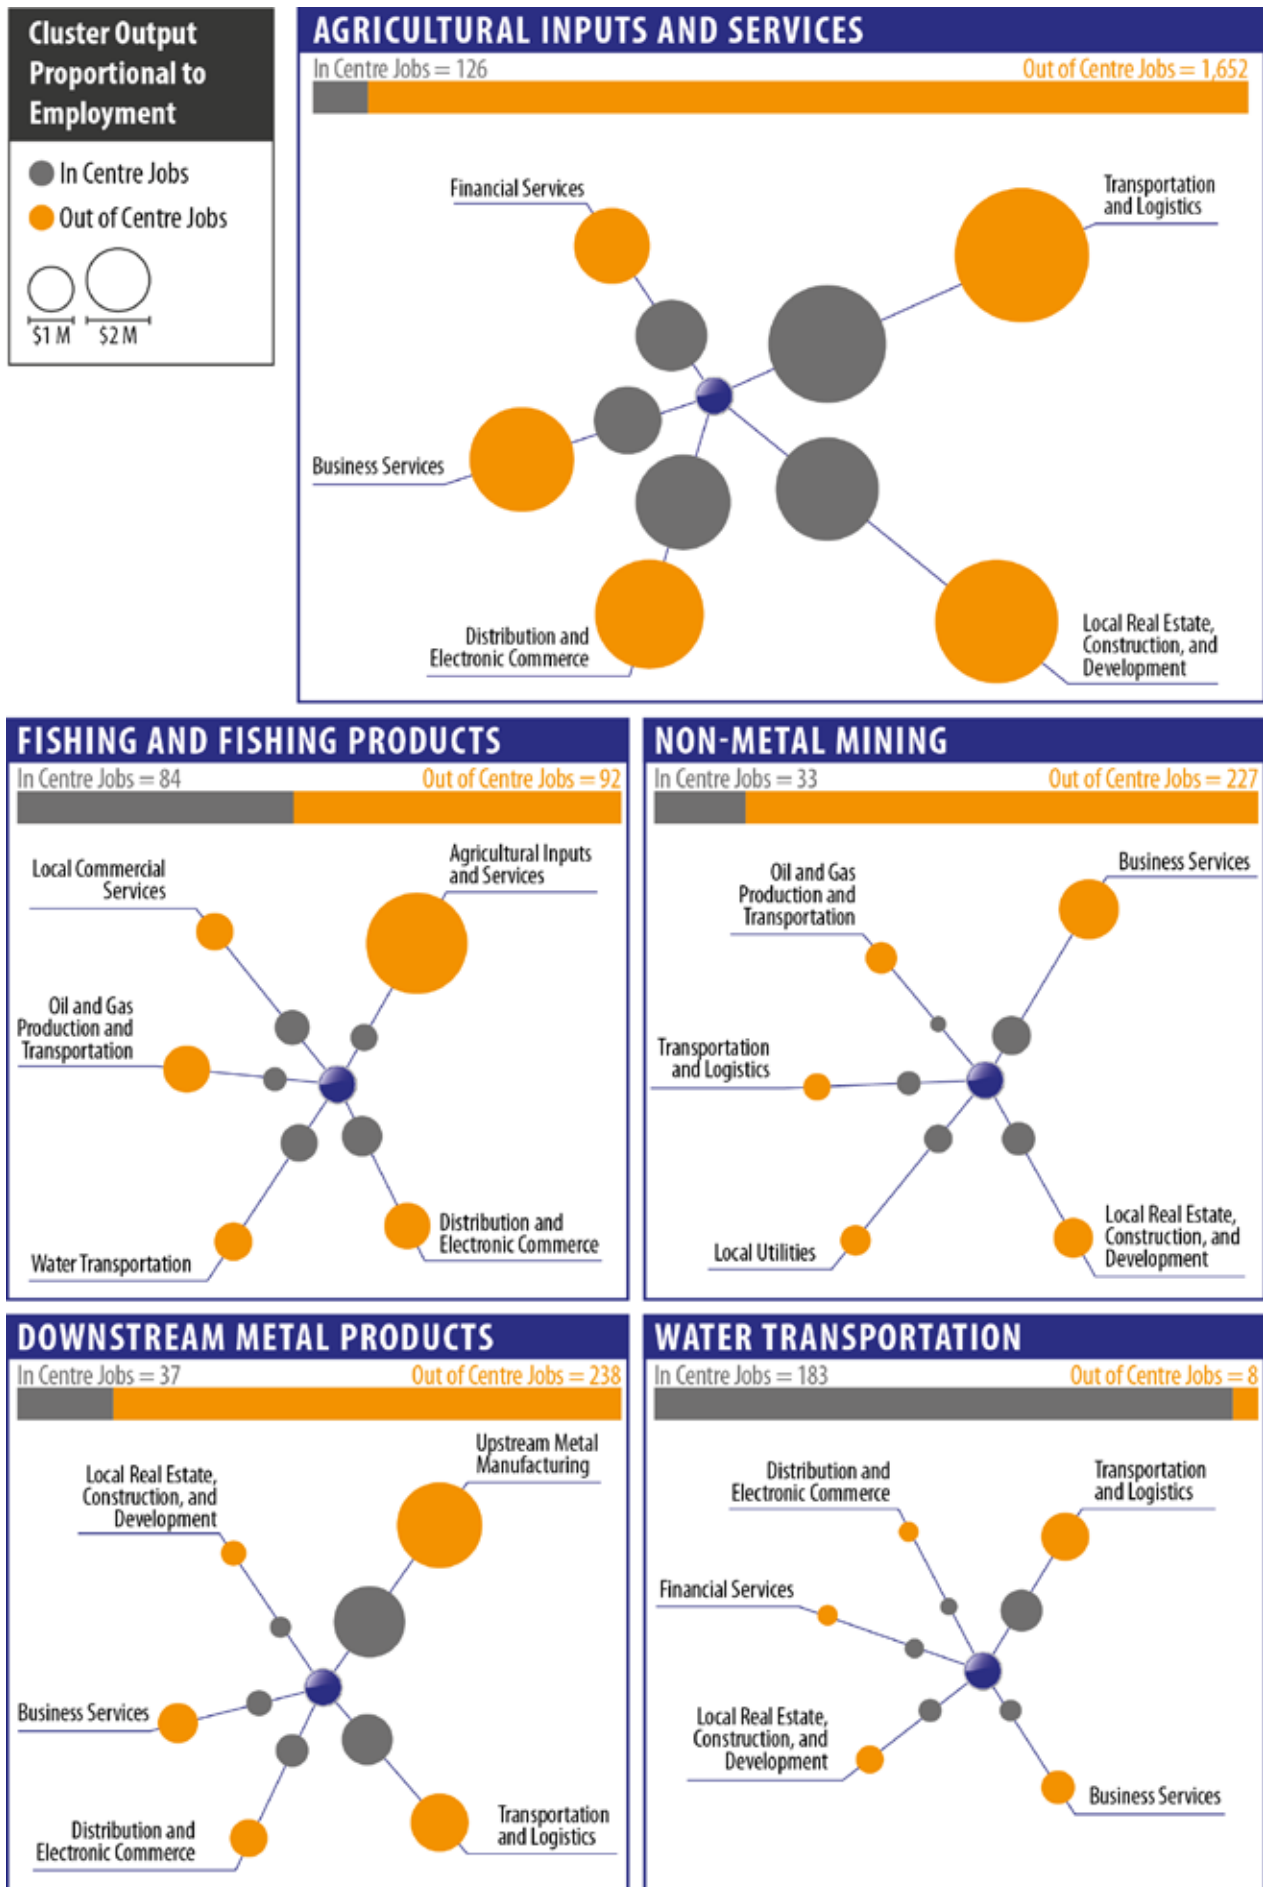 Cluster Output
Proportional to
Employment
In Centre Jobs
Out of Centre Jobs
$1 M
$2 M
AGRICULTURAL INPUTS AND SERVICES
In Centre Jobs = 126
Out of Centre Jobs = 1,652
Financial Services
Transportation
and Logistics
Business Services
Distribution and
Electronic Commerce
Local Real Estate,
Construction, and
Development
FISHING AND FISHING PRODUCTS
In Centre Jobs = 84
Out of Centre Jobs = 92
Local Commercial
Services
Agricultural Inputs
and Services
Oil and Gas
Production and
Transportation
Water Transportation
Distribution and
Electronic Commerce
NON-METAL MINING
In Centre Jobs = 33
Out of Centre Jobs = 227
Oil and Gas
Production and
Transportation
Business Services
Transportation
and Logistics
Local Utilities
Local Real Estate,
Construction, and
Development
DOWNSTREAM METAL PRODUCTS
In Centre Jobs = 37
Out of Centre Jobs = 238
Local Real Estate,
Construction, and
Development
Upstream Metal
Manufacturing
Business Services
Distribution and
Electronic Commerce
Transportation
and Logistics
WATER TRANSPORTATION
In Centre Jobs = 183
Out of Centre Jobs = 8
Distribution and
Electronic Commerce
Transportation
and Logistics
Financial Services
Local Real Estate,
Construction, and
Development
Business Services